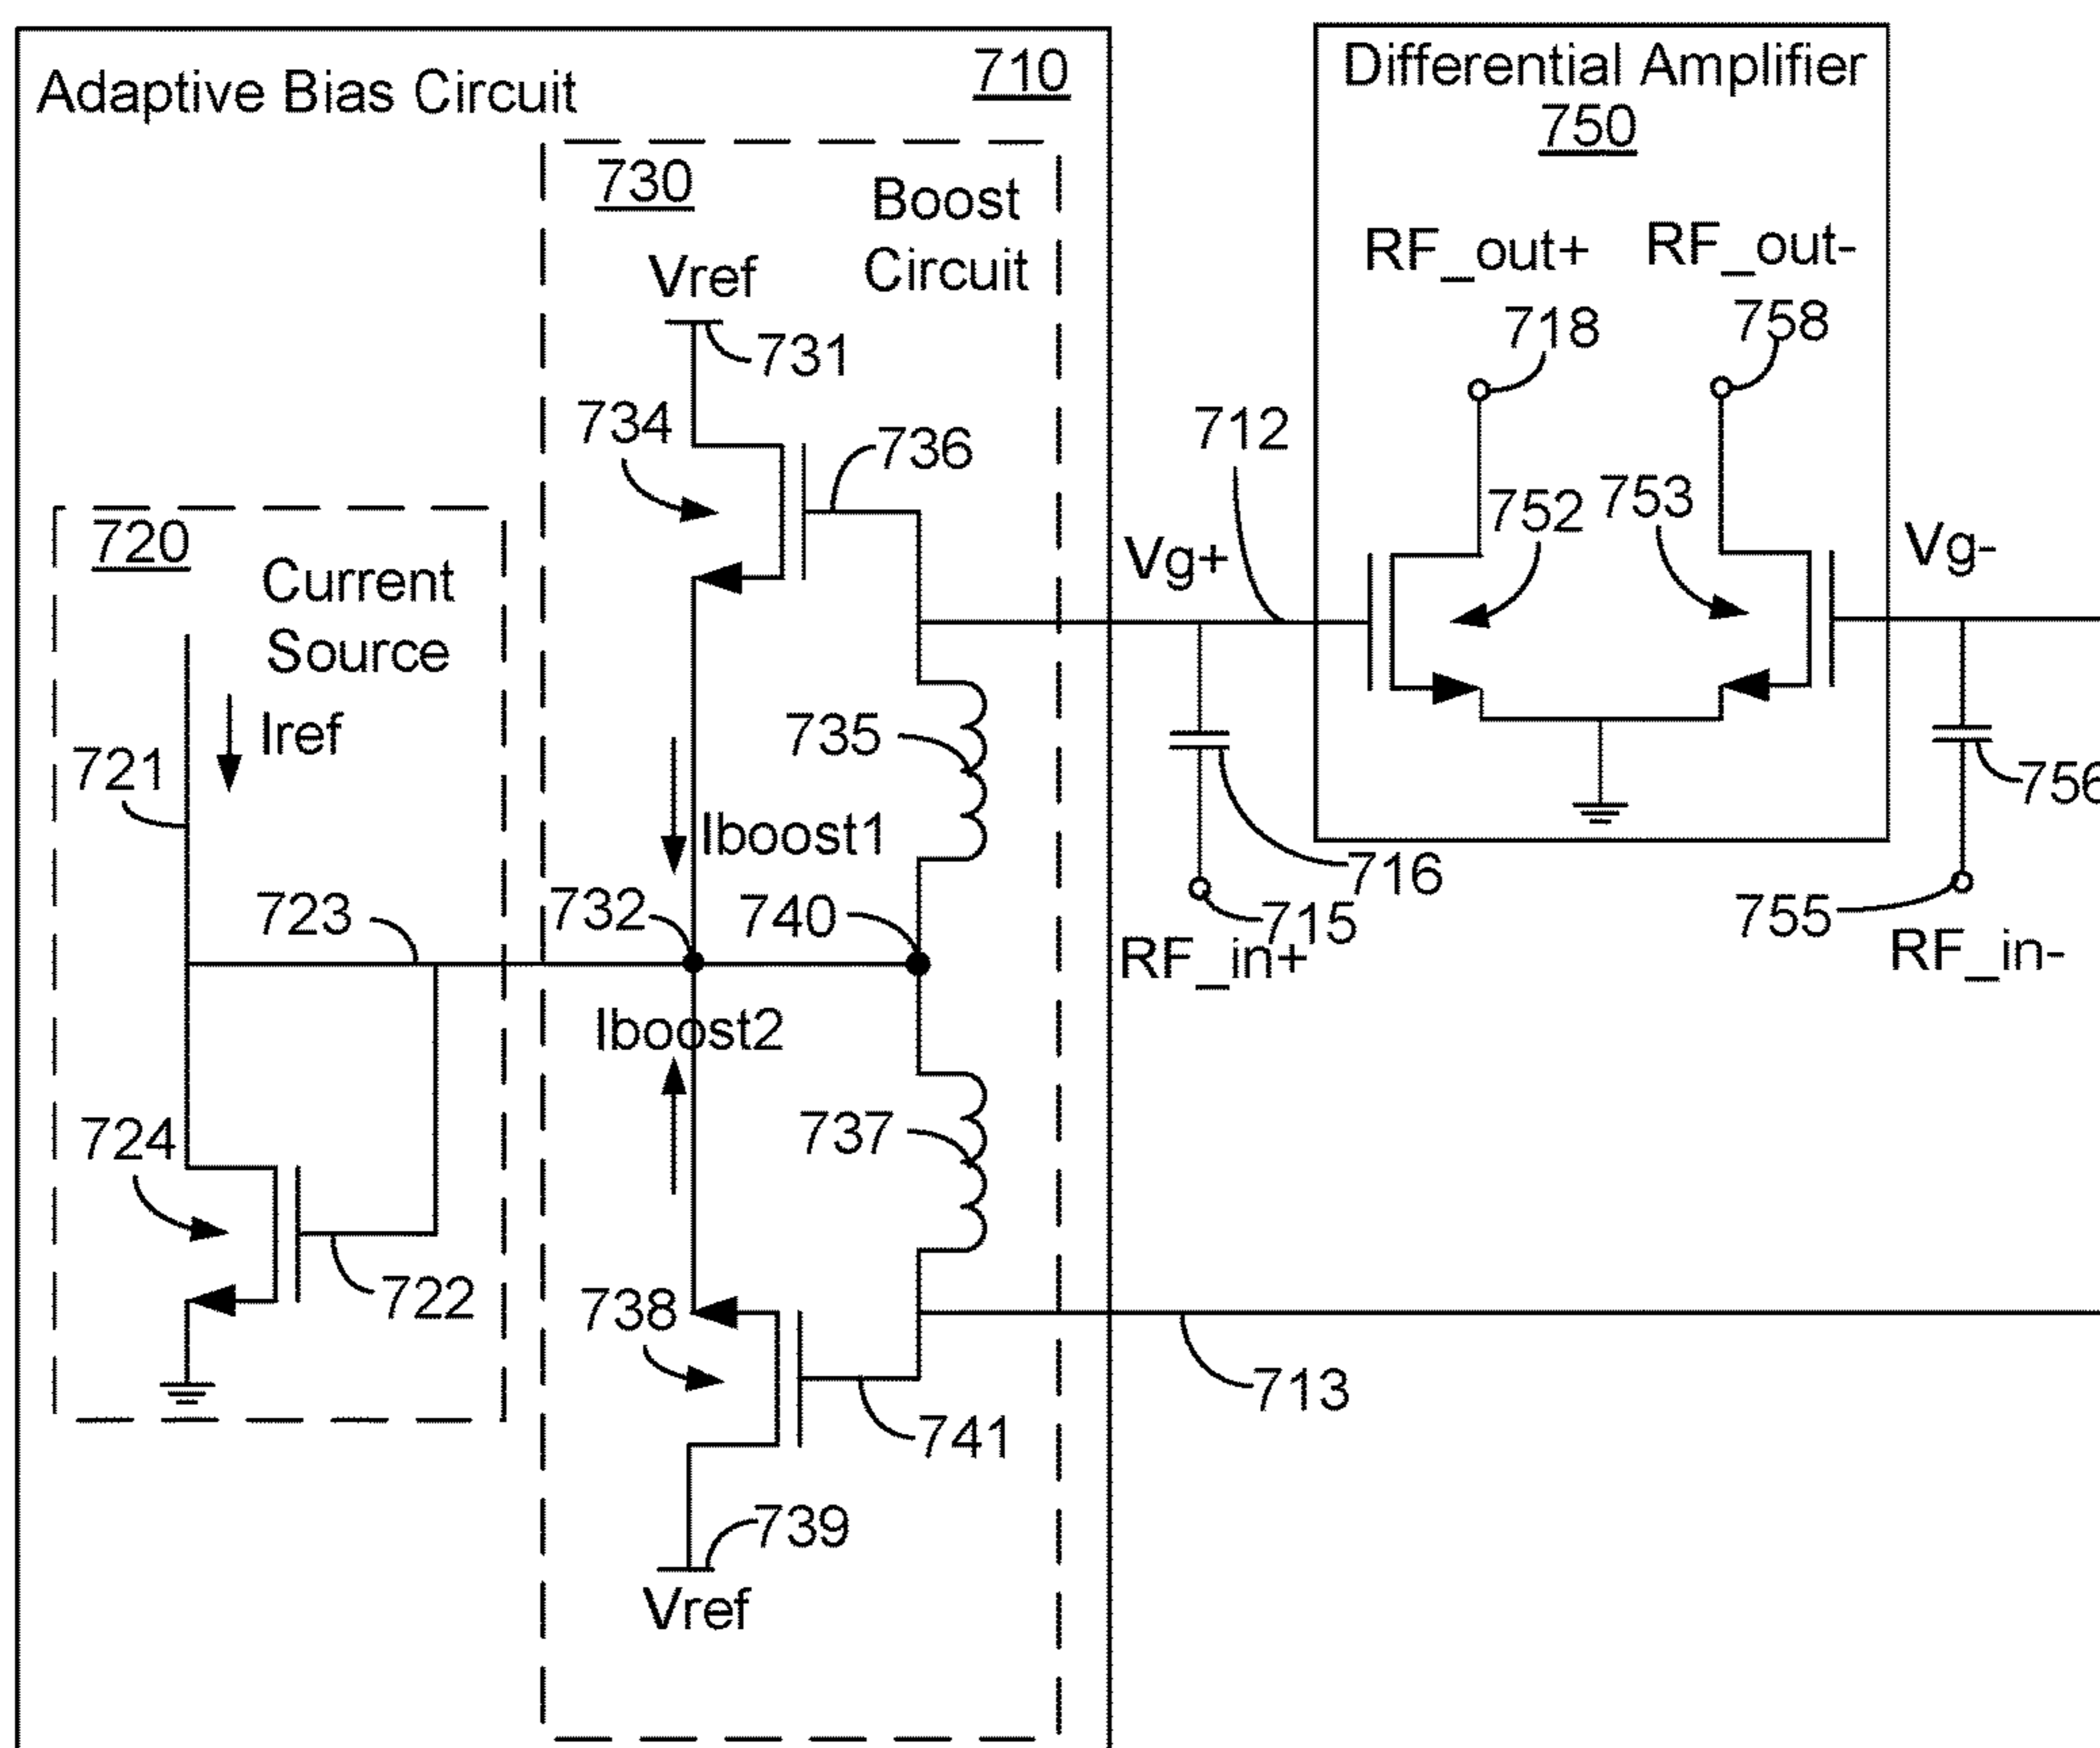 Adaptive Bias Circuit
710
730
Boost
Circuit
Vref
731
734
736
720
Current
Source
721
Iref
735
Iboost1
723
732
740
Iboost2
724
722
737
738
741
739
Vref
Differential Amplifier
750
RF_out+
RF_out-
718
758
712
752
753
Vg+
Vg-
716
715
RF_in+
756
755
RF_in-
713